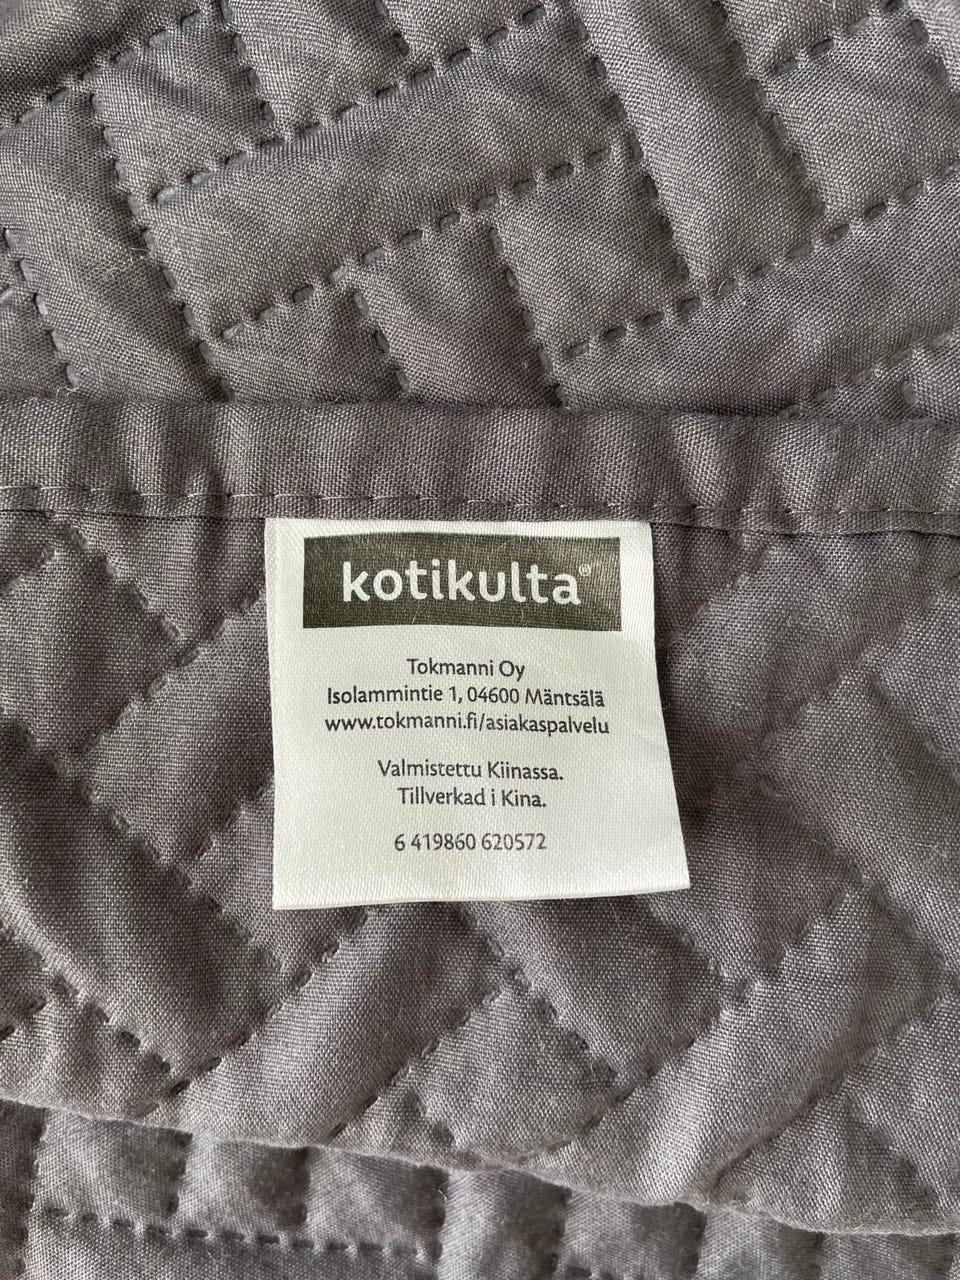 kotikulta®
Tokmanni Oy
Isolammintie 1, 04600 Mäntsälä
www.tokmanni.fi/asiakaspalvelu
Valmistettu Kiinassa.
Tillverkad i Kina.
6 419860 620572